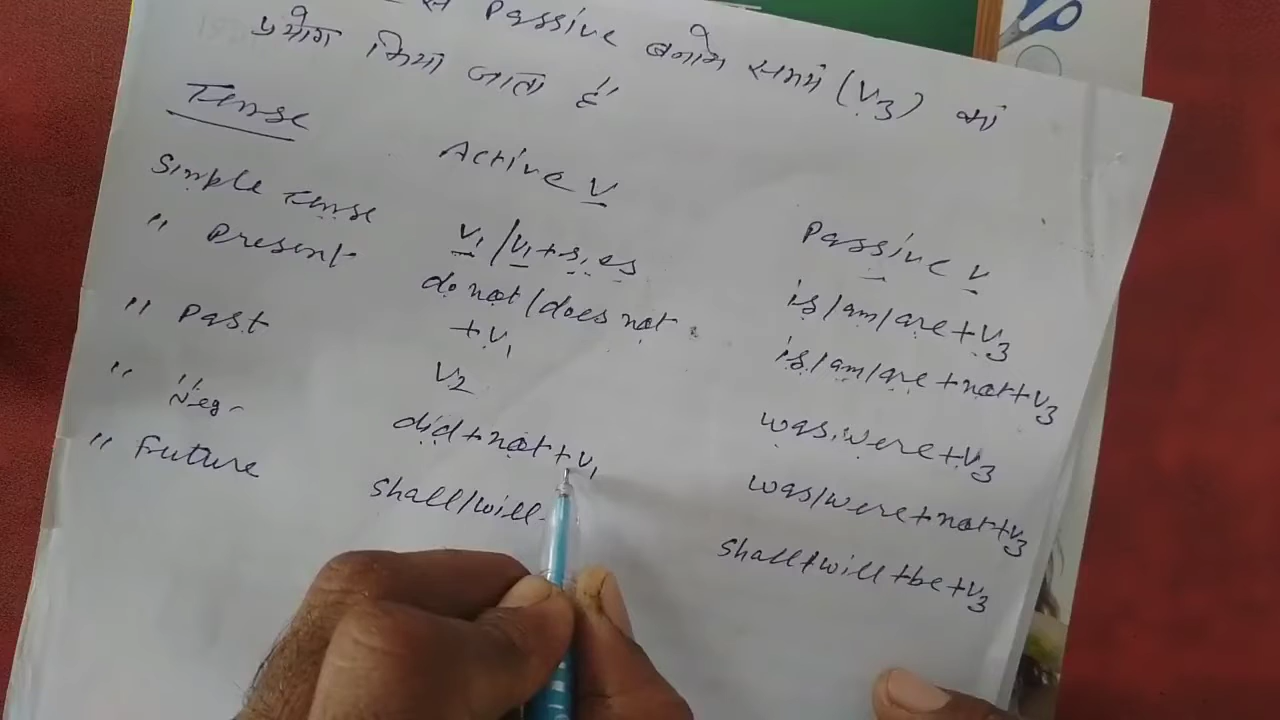 से Passive बनाते समय (V3) का
प्रयोग किया जाता है"
Tense
Active V
Passive V
Simple Tense
" Present
V1/V1+s,es
is/am/are+V3
do not/does not
+V1
is/am/are+not+V3
" Past
V2
was,were+V3
" " Neg-
did+not+V1
was/were+not+V3
" Future
shall/will
shall+will+be+V3